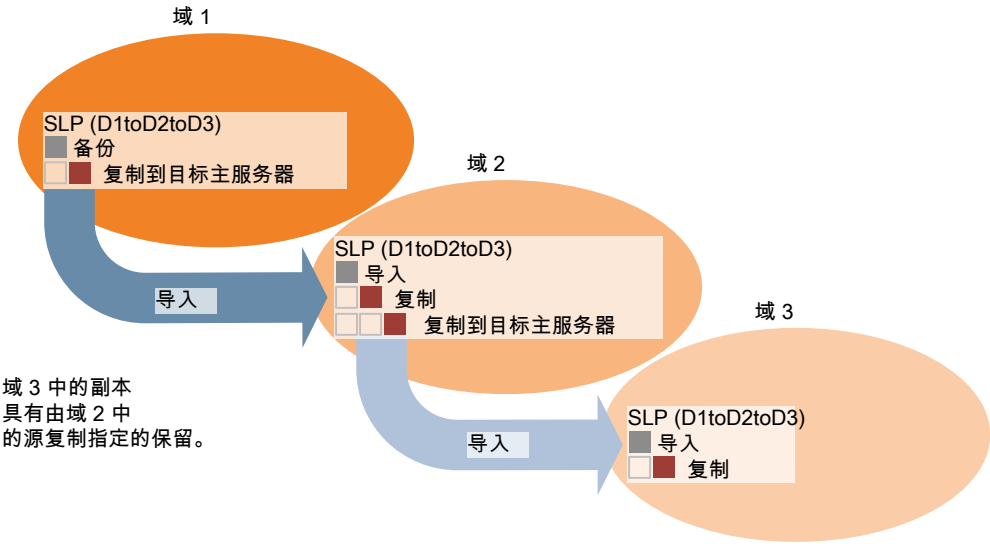 域 1
SLP (D1toD2toD3)
备份
复制到目标主服务器
域 2
SLP (D1toD2toD3)
导入
导入
复制
复制到目标主服务器
域 3
域 3 中的副本
具有由域 2 中
的源复制指定的保留。
SLP (D1toD2toD3)
导入
导入
复制